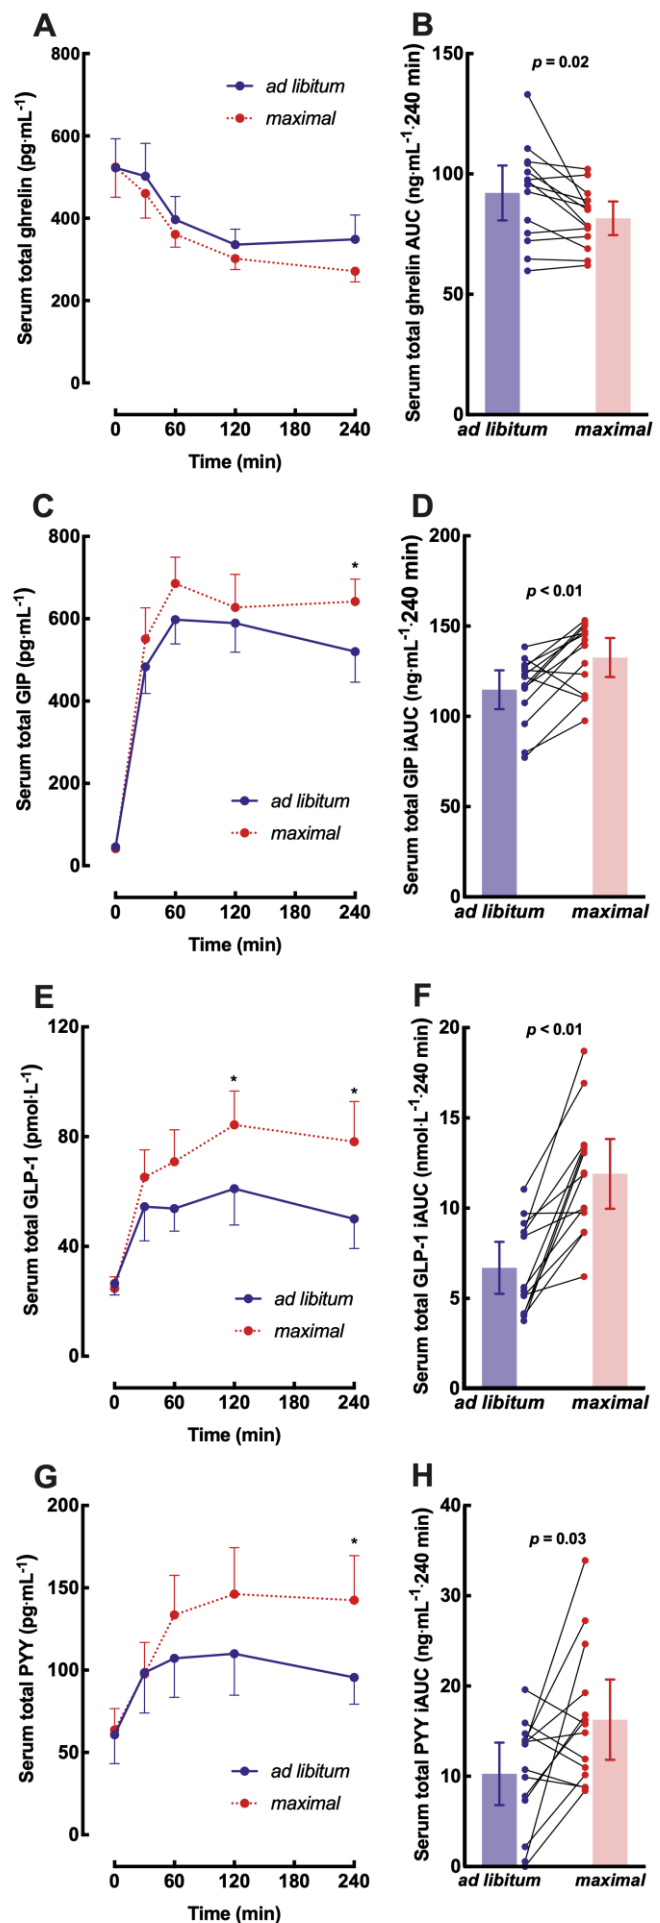 A
Serum total ghrelin (pg·mL⁻¹)
800
600
400
200
0
ad libitum
maximal
0 60 120 180 240
Time (min)
B
Serum total ghrelin AUC (ng·mL⁻¹·240 min)
150
100
50
0
p = 0.02
ad libitum maximal
C
Serum total GIP (pg·mL⁻¹)
800
600
400
200
0
*
ad libitum
maximal
0 60 120 180 240
Time (min)
D
Serum total GIP iAUC (ng·mL⁻¹·240 min)
200
150
100
50
0
p < 0.01
ad libitum maximal
E
Serum total GLP-1 (pmol·L⁻¹)
120
80
40
0
* *
ad libitum
maximal
0 60 120 180 240
Time (min)
F
Serum total GLP-1 iAUC (nmol·L⁻¹·240 min)
20
15
10
5
0
p < 0.01
ad libitum maximal
G
Serum total PYY (pg·mL⁻¹)
200
150
100
50
0
*
ad libitum
maximal
0 60 120 180 240
Time (min)
H
Serum total PYY iAUC (ng·mL⁻¹·240 min)
40
30
20
10
0
p = 0.03
ad libitum maximal